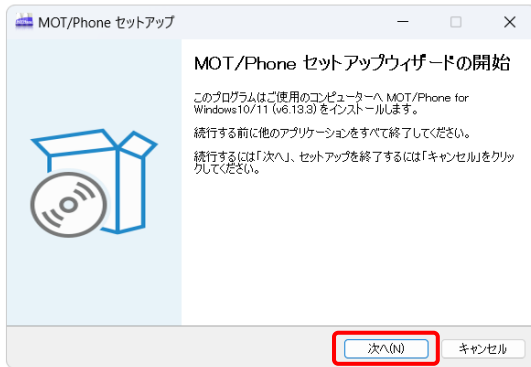 MOT/Phone セットアップ
MOT/Phone セットアップウィザードの開始
このプログラムはご使用のコンピューターへ MOT/Phone for
Windows10/11 (v6.13.3) をインストールします。
続行する前に他のアプリケーションをすべて終了してください。
続行するには「次へ」、セットアップを終了するには「キャンセル」をクリッ
クしてください。
次へ(N)
キャンセル